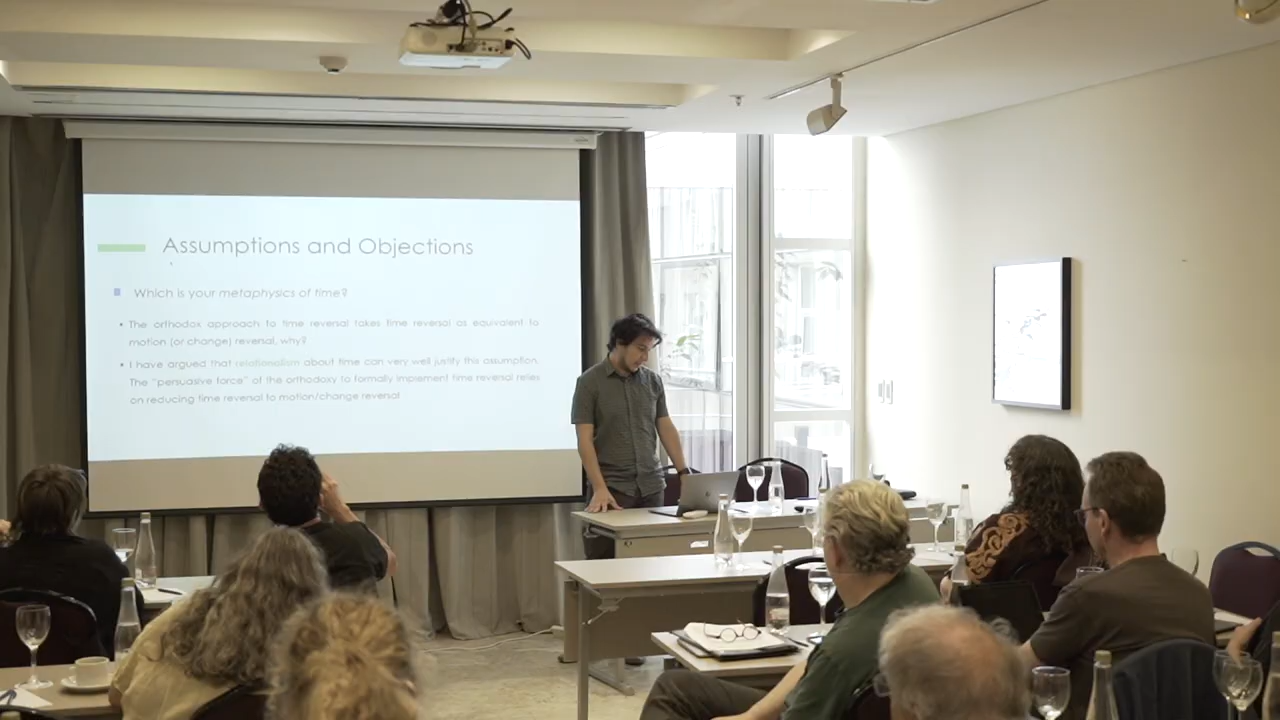 Assumptions and Objections
Which is your metaphysics of time?
• The orthodox approach to time reversal takes time reversal as equivalent to
motion (or change) reversal, why?
• I have argued that relationalism about time can very well justify this assumption.
The "persuasive force" of the orthodoxy to formally implement time reversal relies
on reducing time reversal to motion/change reversal